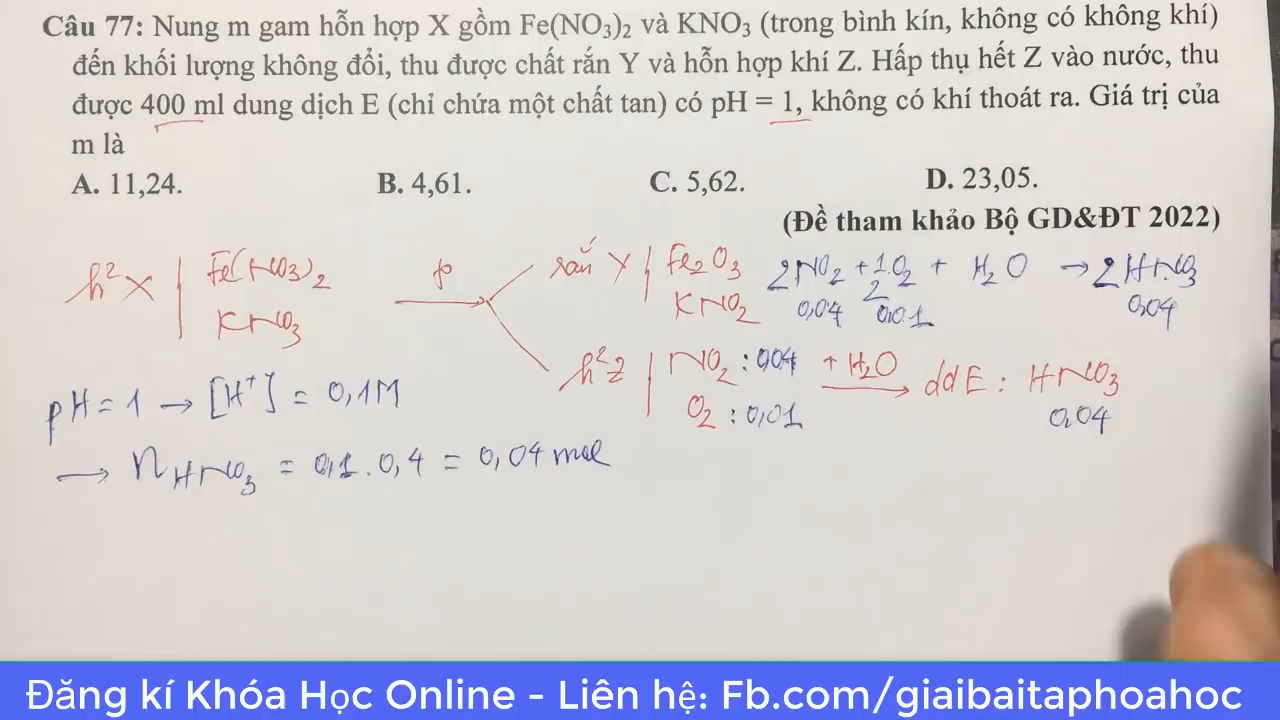 Câu 77: Nung m gam hỗn hợp X gồm Fe(NO₃)₂ và KNO₃ (trong bình kín, không có không khí)
đến khối lượng không đổi, thu được chất rắn Y và hỗn hợp khí Z. Hấp thụ hết Z vào nước, thu
được 400 ml dung dịch E (chỉ chứa một chất tan) có pH = 1, không có khí thoát ra. Giá trị của
m là
A. 11,24. B. 4,61. C. 5,62. D. 23,05.
(Đề tham khảo Bộ GD&ĐT 2022)
h² X | Fe(NO3)2 t° rắn Y | Fe2O3 2NO2 + 1/2 O2 + H2O → 2HNO3
KNO3 KNO2 0,04 0,01 0,04
h² Z | NO2 : 0,04 + H2O ddE : HNO3
O2 : 0,01 0,04
pH = 1 → [H⁺] = 0,1M
→ nHNO3 = 0,1 . 0,4 = 0,04 mol
Đăng kí Khóa Học Online - Liên hệ: Fb.com/giaibaitaphoahoc